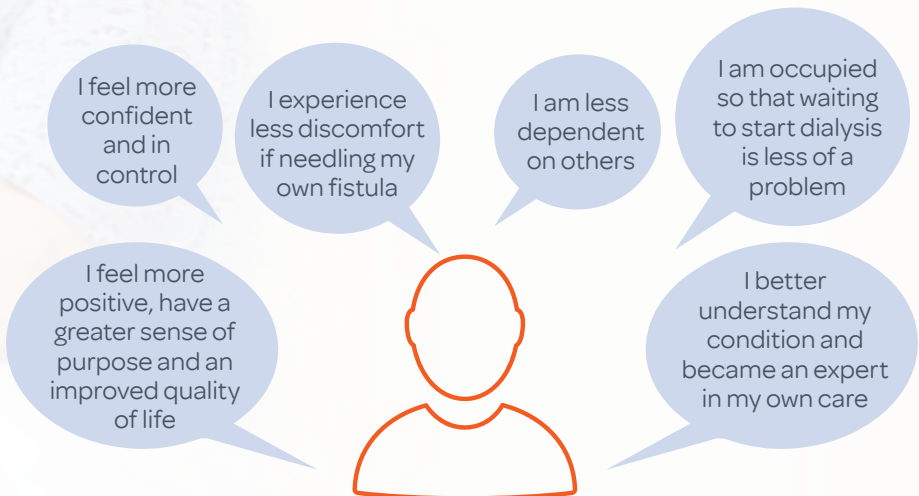 I feel more
confident
and in
control
I experience
less discomfort
if needling my
own fistula
I am less
dependent
on others
I am occupied
so that waiting
to start dialysis
is less of a
problem
I feel more
positive, have a
greater sense of
purpose and an
improved quality
of life
I better
understand my
condition and
became an expert
in my own care